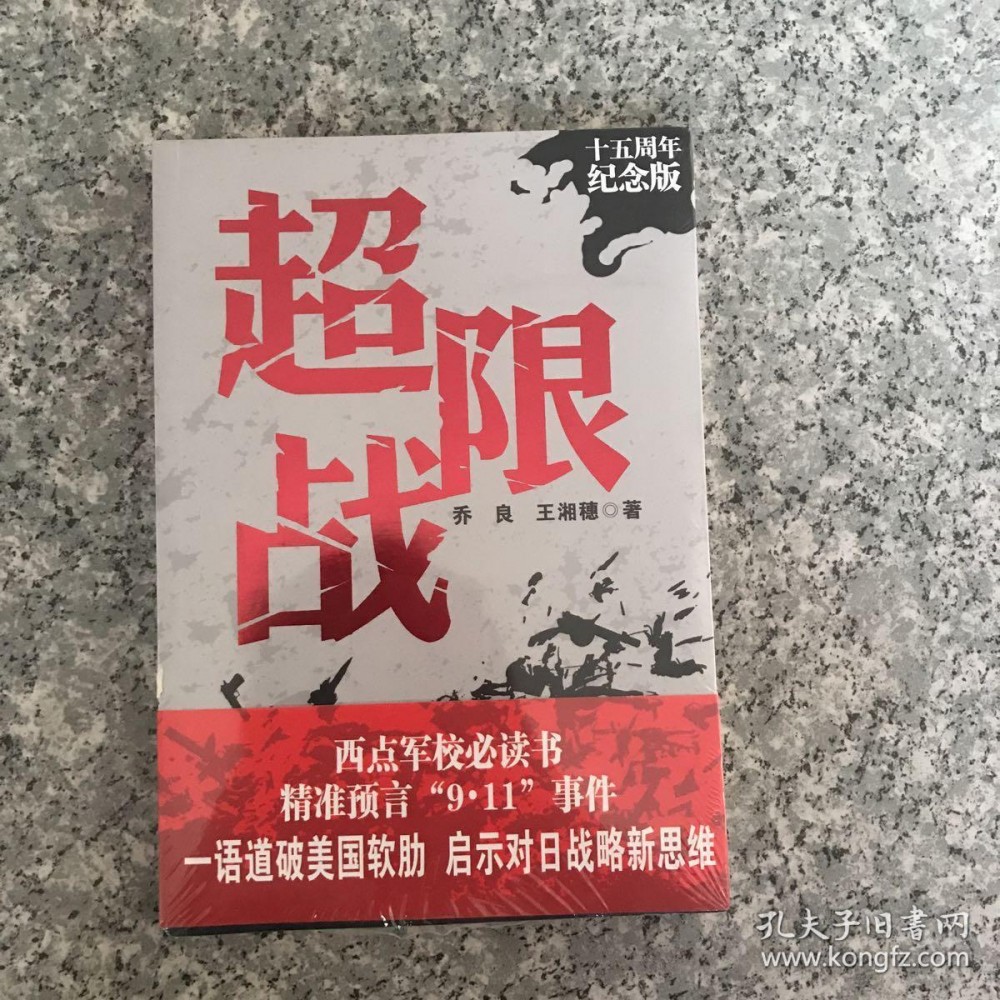 十五周年
纪念版
超限战
乔良 王湘穗◎著
西点军校必读书
精准预言“9·11”事件
一语道破美国软肋 启示对日战略新思维
孔夫子旧書网
www.kongfz.com